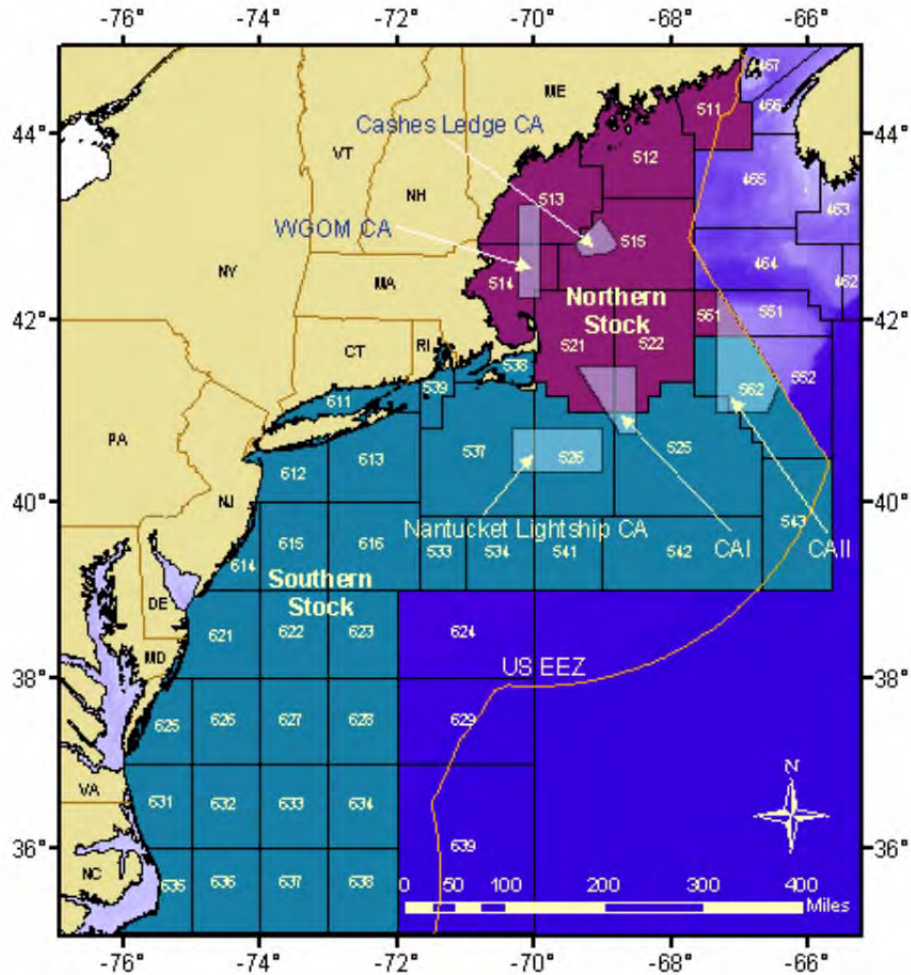 -76° -74° -72° -70° -68° -66°
467
ME
511
466
44° 44°
Cashes Ledge CA
VT
512
465
NH
513
463
WGOM CA
515
NY
464
462
MA
514
Northern
Stock
42° 42°
561 551
CT
RI
521
522
538
552
539
562
611
PA
537
525
613
526
612
NJ
40° 40°
Nantucket Lightship CA
543
615
616
533
534
541
542
CAI
CAII
614
Southern
Stock
DE
621
622
623
624
MD
US EEZ
38° 38°
625
626
627
628
629
N
VA
631
632
633
634
36° 36°
639
NC
635
636
637
638
0 50 100 200 300 400
Miles
-76° -74° -72° -70° -68° -66°